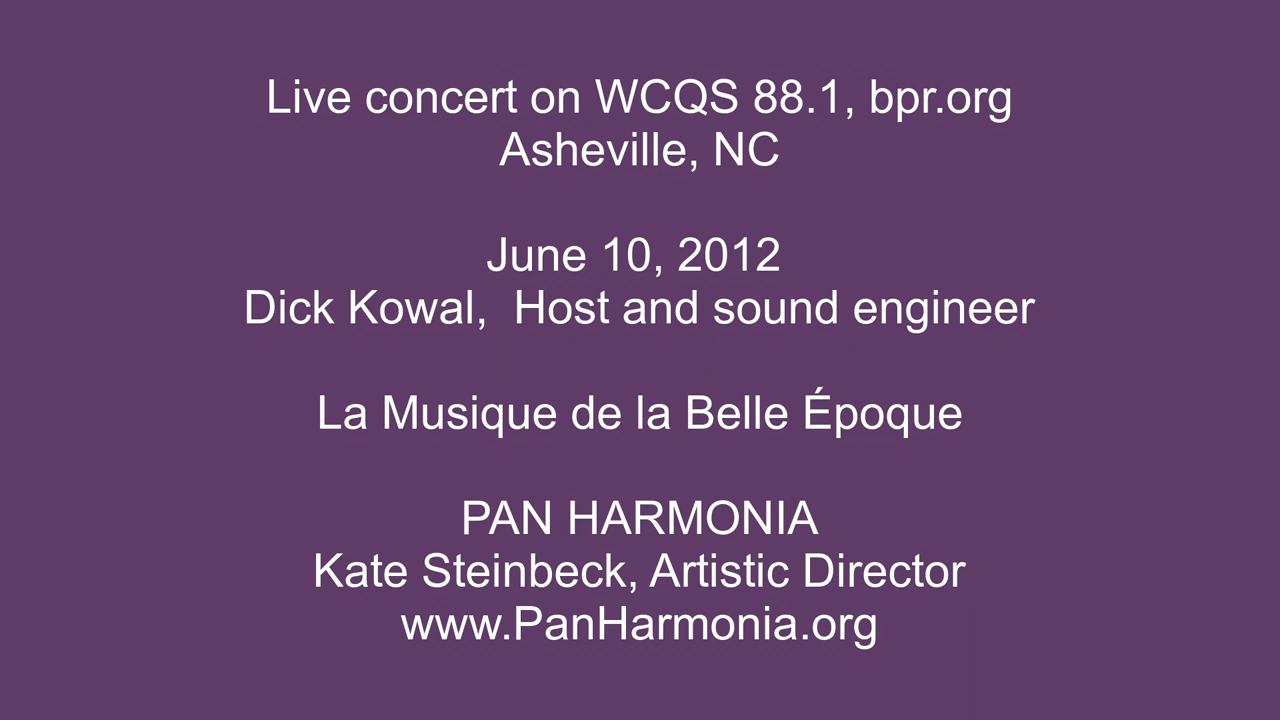 Live concert on WCQS 88.1, bpr.org
Asheville, NC
June 10, 2012
Dick Kowal,  Host and sound engineer
La Musique de la Belle Époque
PAN HARMONIA
Kate Steinbeck, Artistic Director
www.PanHarmonia.org